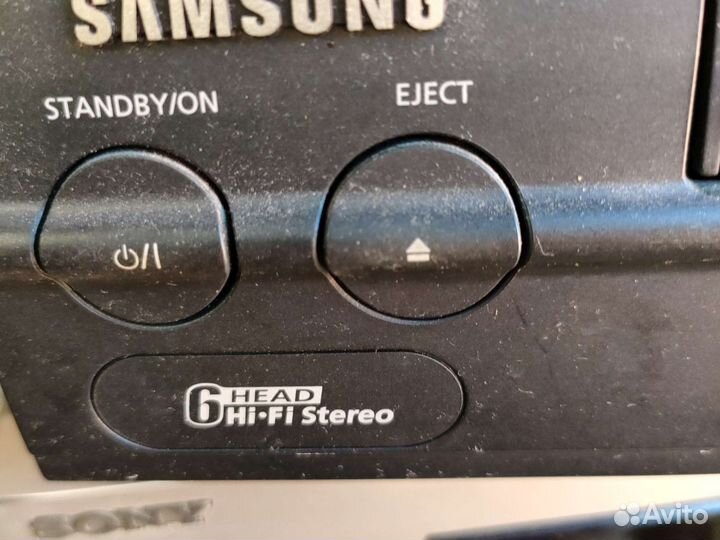 SAMSUNG
STANDBY/ON
EJECT
⏻/I
6 HEAD
Hi-Fi Stereo
SONY
Avito